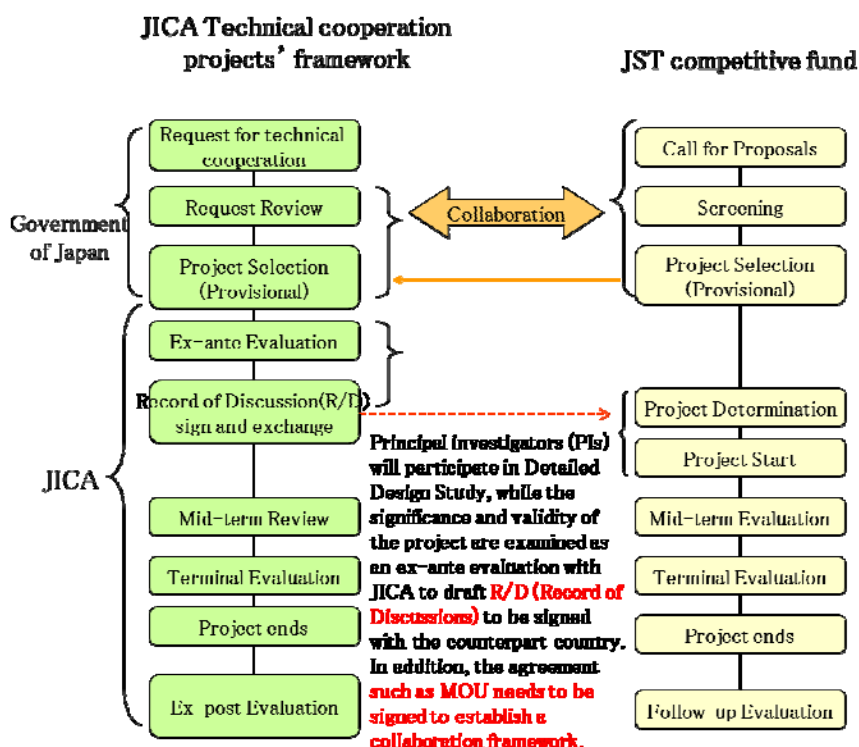 JICA Technical cooperation
projects' framework
JST competitive fund
Government
of Japan
JICA
Request for technical
cooperation
Request Review
Project Selection
(Provisional)
Ex-ante Evaluation
Record of Discussion(R/D)
sign and exchange
Mid-term Review
Terminal Evaluation
Project ends
Ex post Evaluation
Collaboration
Principal investigators (PIs)
will participate in Detailed
Design Study, while the
significance and validity of
the project are examined as
an ex-ante evaluation with
JICA to draft R/D (Record of
Discussions) to be signed
with the counterpart country.
In addition, the agreement
such as MOU needs to be
signed to establish a
collaboration framework.
Call for Proposals
Screening
Project Selection
(Provisional)
Project Determination
Project Start
Mid-term Evaluation
Terminal Evaluation
Project ends
Follow up Evaluation